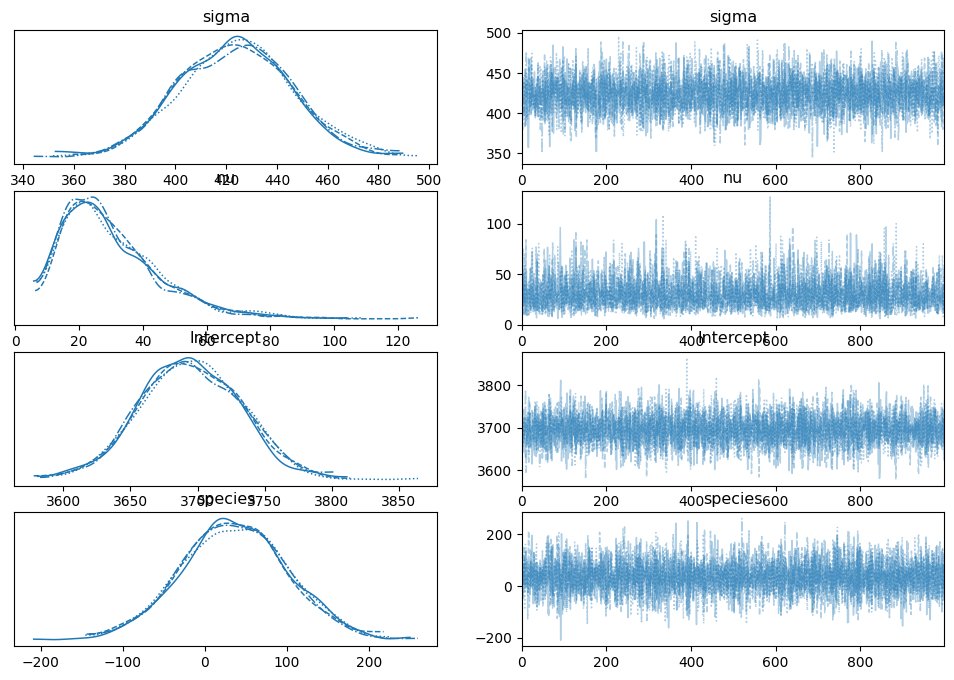 sigma
sigma
500
450
400
350
340 360 380 400 420 440 460 480 500
0 200 400 600 800
nu
nu
100
50
0
0 20 40 60 80 100 120
0 200 400 600 800
Intercept
Intercept
3800
3700
3600
3600 3650 3700 3750 3800 3850
0 200 400 600 800
species
species
200
0
−200
−200 −100 0 100 200
0 200 400 600 800